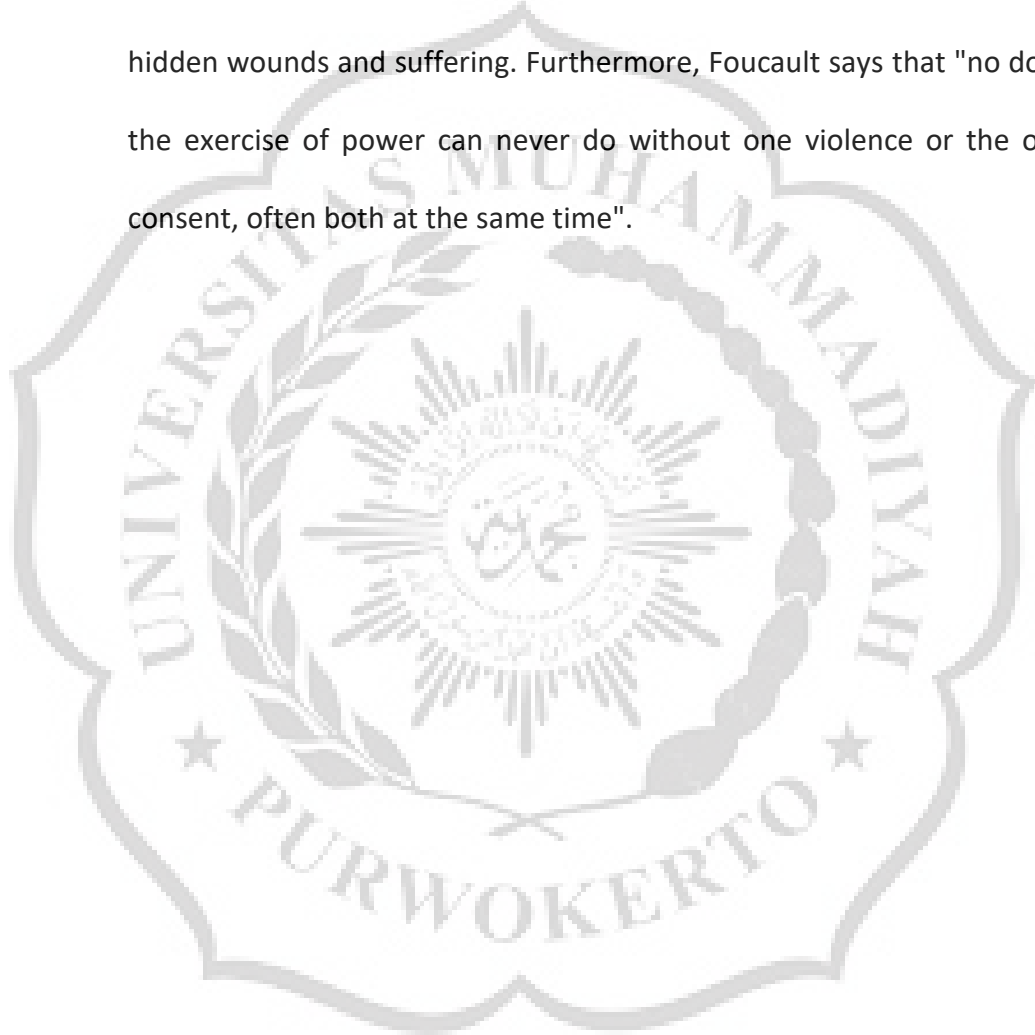 hidden wounds and suffering. Furthermore, Foucault says that "no do
the exercise of power can never do without one violence or the o
consent, often both at the same time".
UNIVERSITAS MUHAMMADIYAH
PURWOKERTO